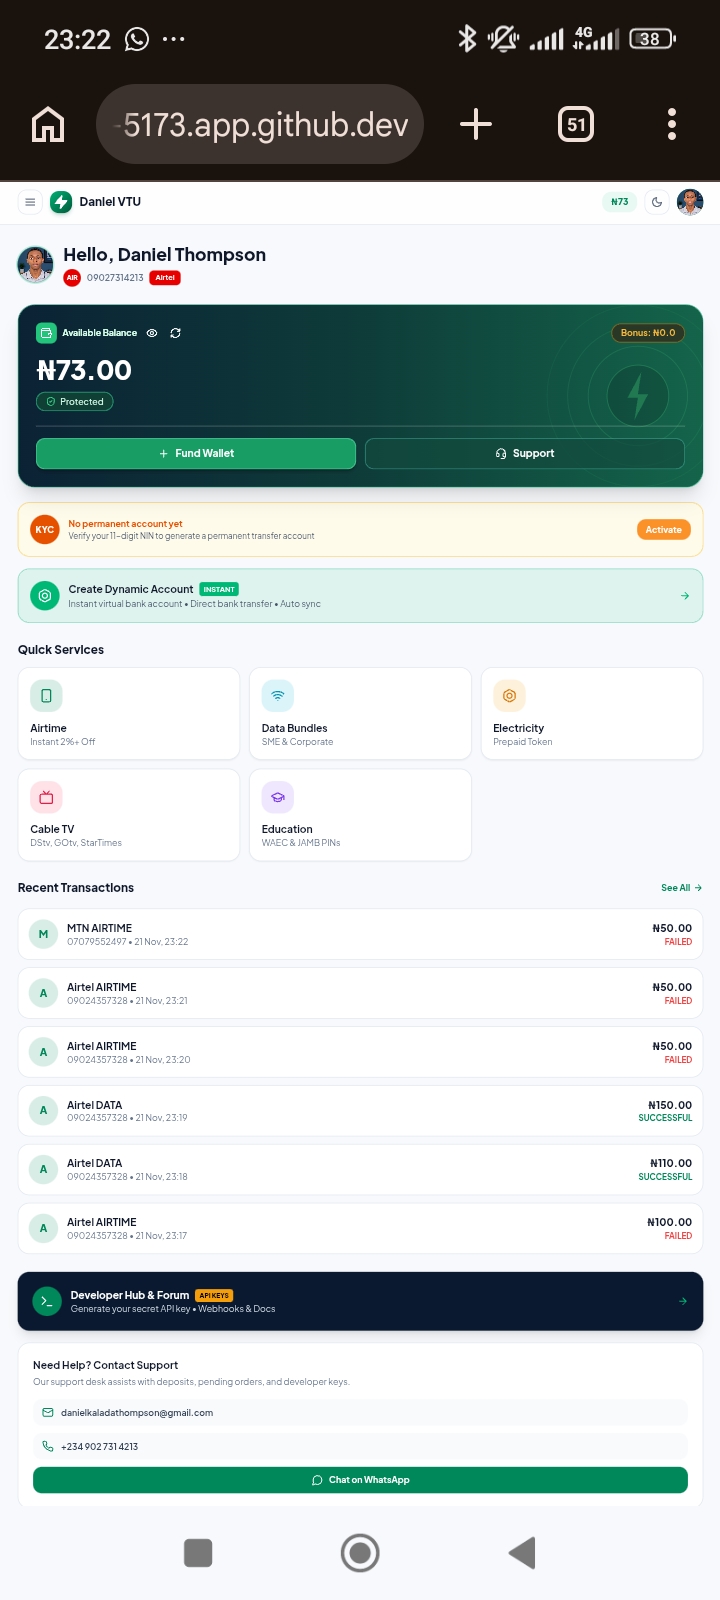 23:22
4G
38
-5173.app.github.dev
51
Daniel VTU
₦73
Hello, Daniel Thompson
AIR 09027314213 Airtel
Available Balance
Bonus: ₦0.0
₦73.00
Protected
Fund Wallet
Support
KYC
No permanent account yet
Verify your 11-digit NIN to generate a permanent transfer account
Activate
Create Dynamic Account INSTANT
Instant virtual bank account • Direct bank transfer • Auto sync
Quick Services
Airtime
Instant 2%+ Off
Data Bundles
SME & Corporate
Electricity
Prepaid Token
Cable TV
DStv, GOtv, StarTimes
Education
WAEC & JAMB PINs
Recent Transactions
See All →
M
MTN AIRTIME
07079552497 • 21 Nov, 23:22
₦50.00
FAILED
A
Airtel AIRTIME
09024357328 • 21 Nov, 23:21
₦50.00
FAILED
A
Airtel AIRTIME
09024357328 • 21 Nov, 23:20
₦50.00
FAILED
A
Airtel DATA
09024357328 • 21 Nov, 23:19
₦150.00
SUCCESSFUL
A
Airtel DATA
09024357328 • 21 Nov, 23:18
₦110.00
SUCCESSFUL
A
Airtel AIRTIME
09024357328 • 21 Nov, 23:17
₦100.00
FAILED
Developer Hub & Forum API KEYS
Generate your secret API key • Webhooks & Docs
Need Help? Contact Support
Our support desk assists with deposits, pending orders, and developer keys.
danielkaladathompson@gmail.com
+234 902 731 4213
Chat on WhatsApp